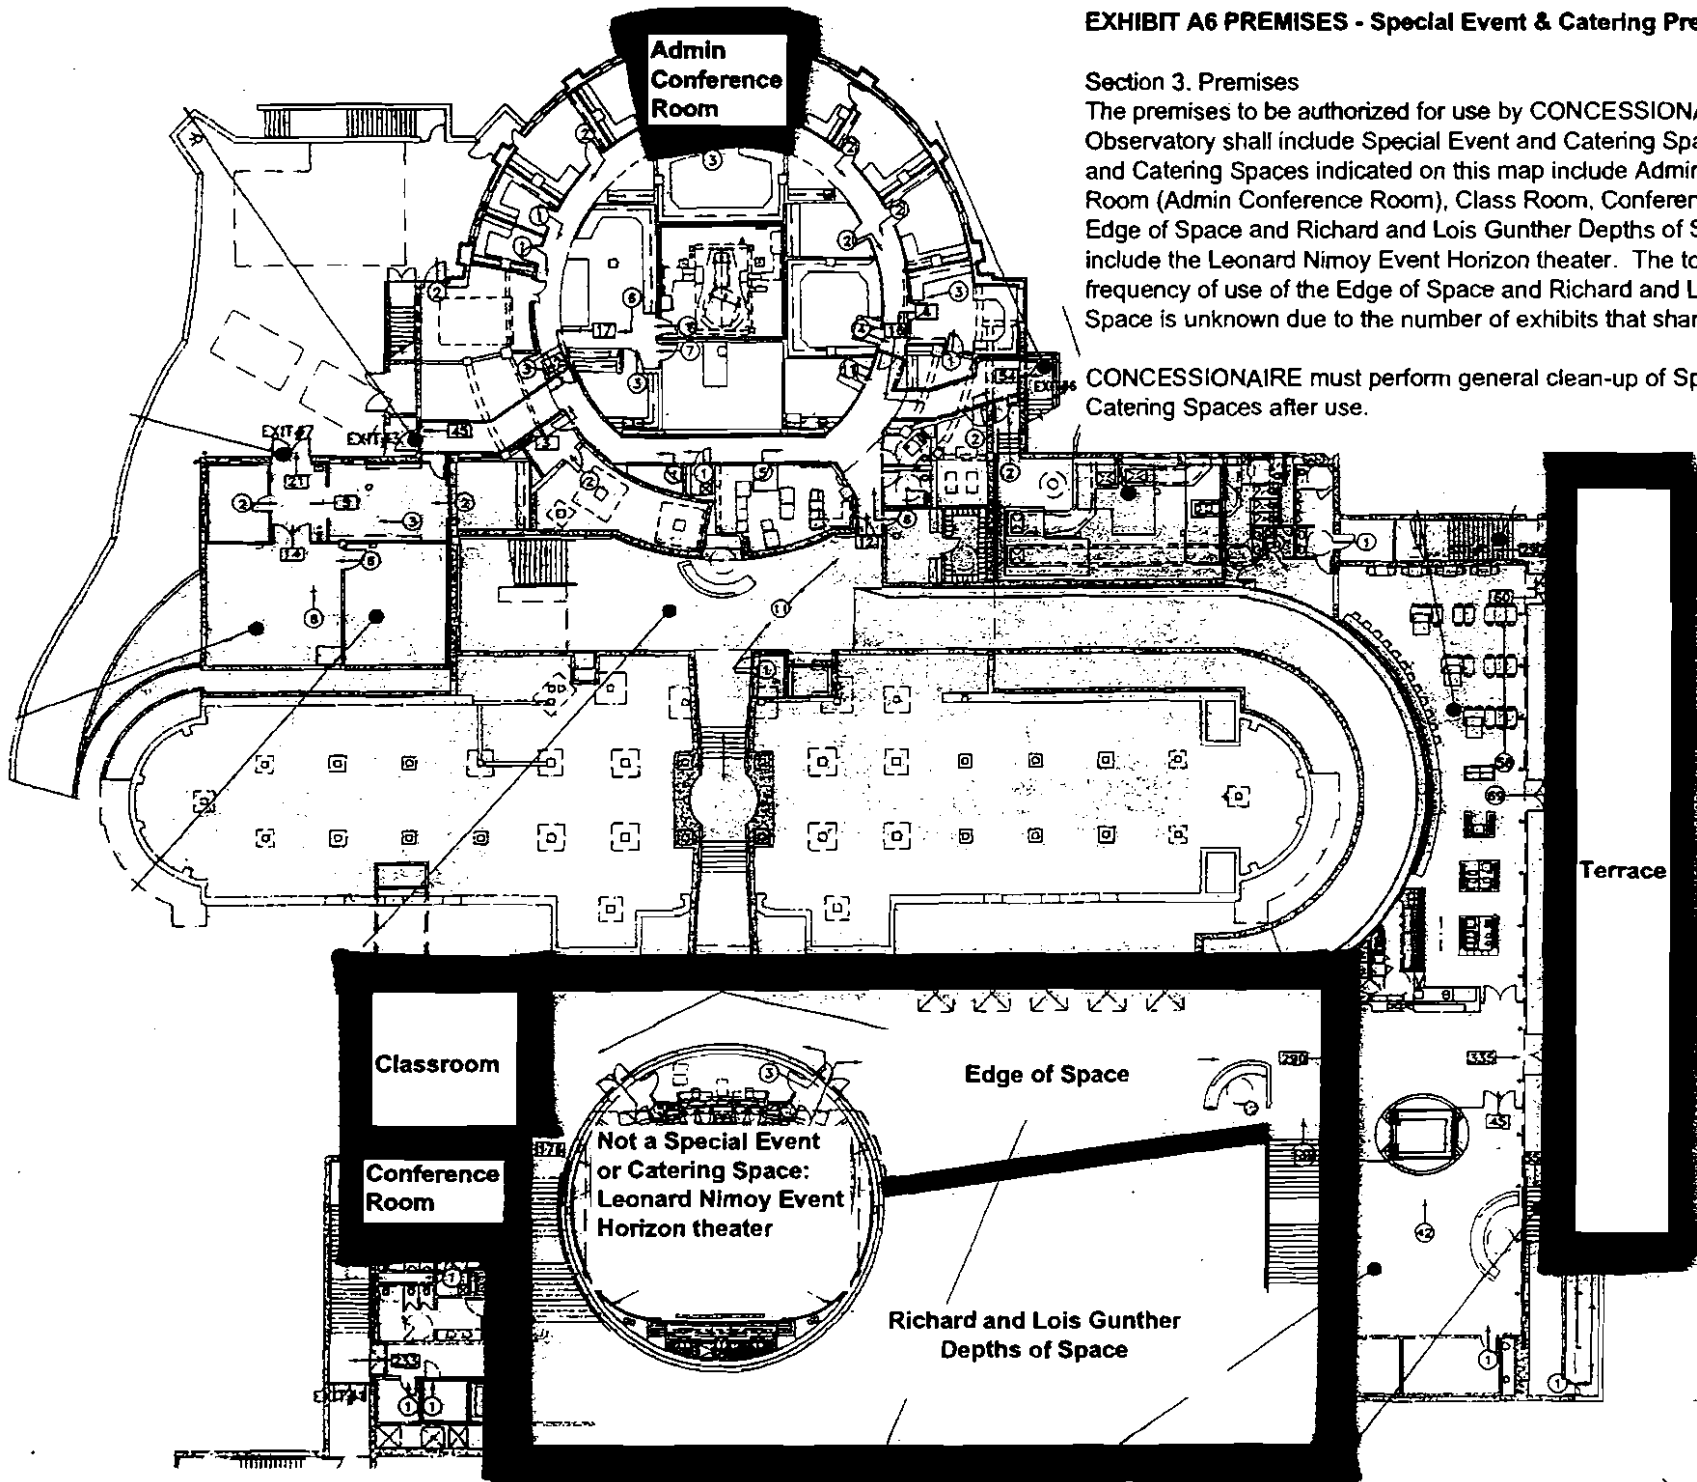 EXHIBIT A6 PREMISES - Special Event & Catering Pre
Section 3. Premises
The premises to be authorized for use by CONCESSIONA
Observatory shall include Special Event and Catering Spa
and Catering Spaces indicated on this map include Admin
Room (Admin Conference Room), Class Room, Conferen
Edge of Space and Richard and Lois Gunther Depths of S
include the Leonard Nimoy Event Horizon theater. The to
frequency of use of the Edge of Space and Richard and L
Space is unknown due to the number of exhibits that shar
CONCESSIONAIRE must perform general clean-up of Sp
Catering Spaces after use.
Admin
Conference
Room
Terrace
Classroom
Edge of Space
Not a Special Event
or Catering Space:
Leonard Nimoy Event
Horizon theater
Conference
Room
Richard and Lois Gunther
Depths of Space